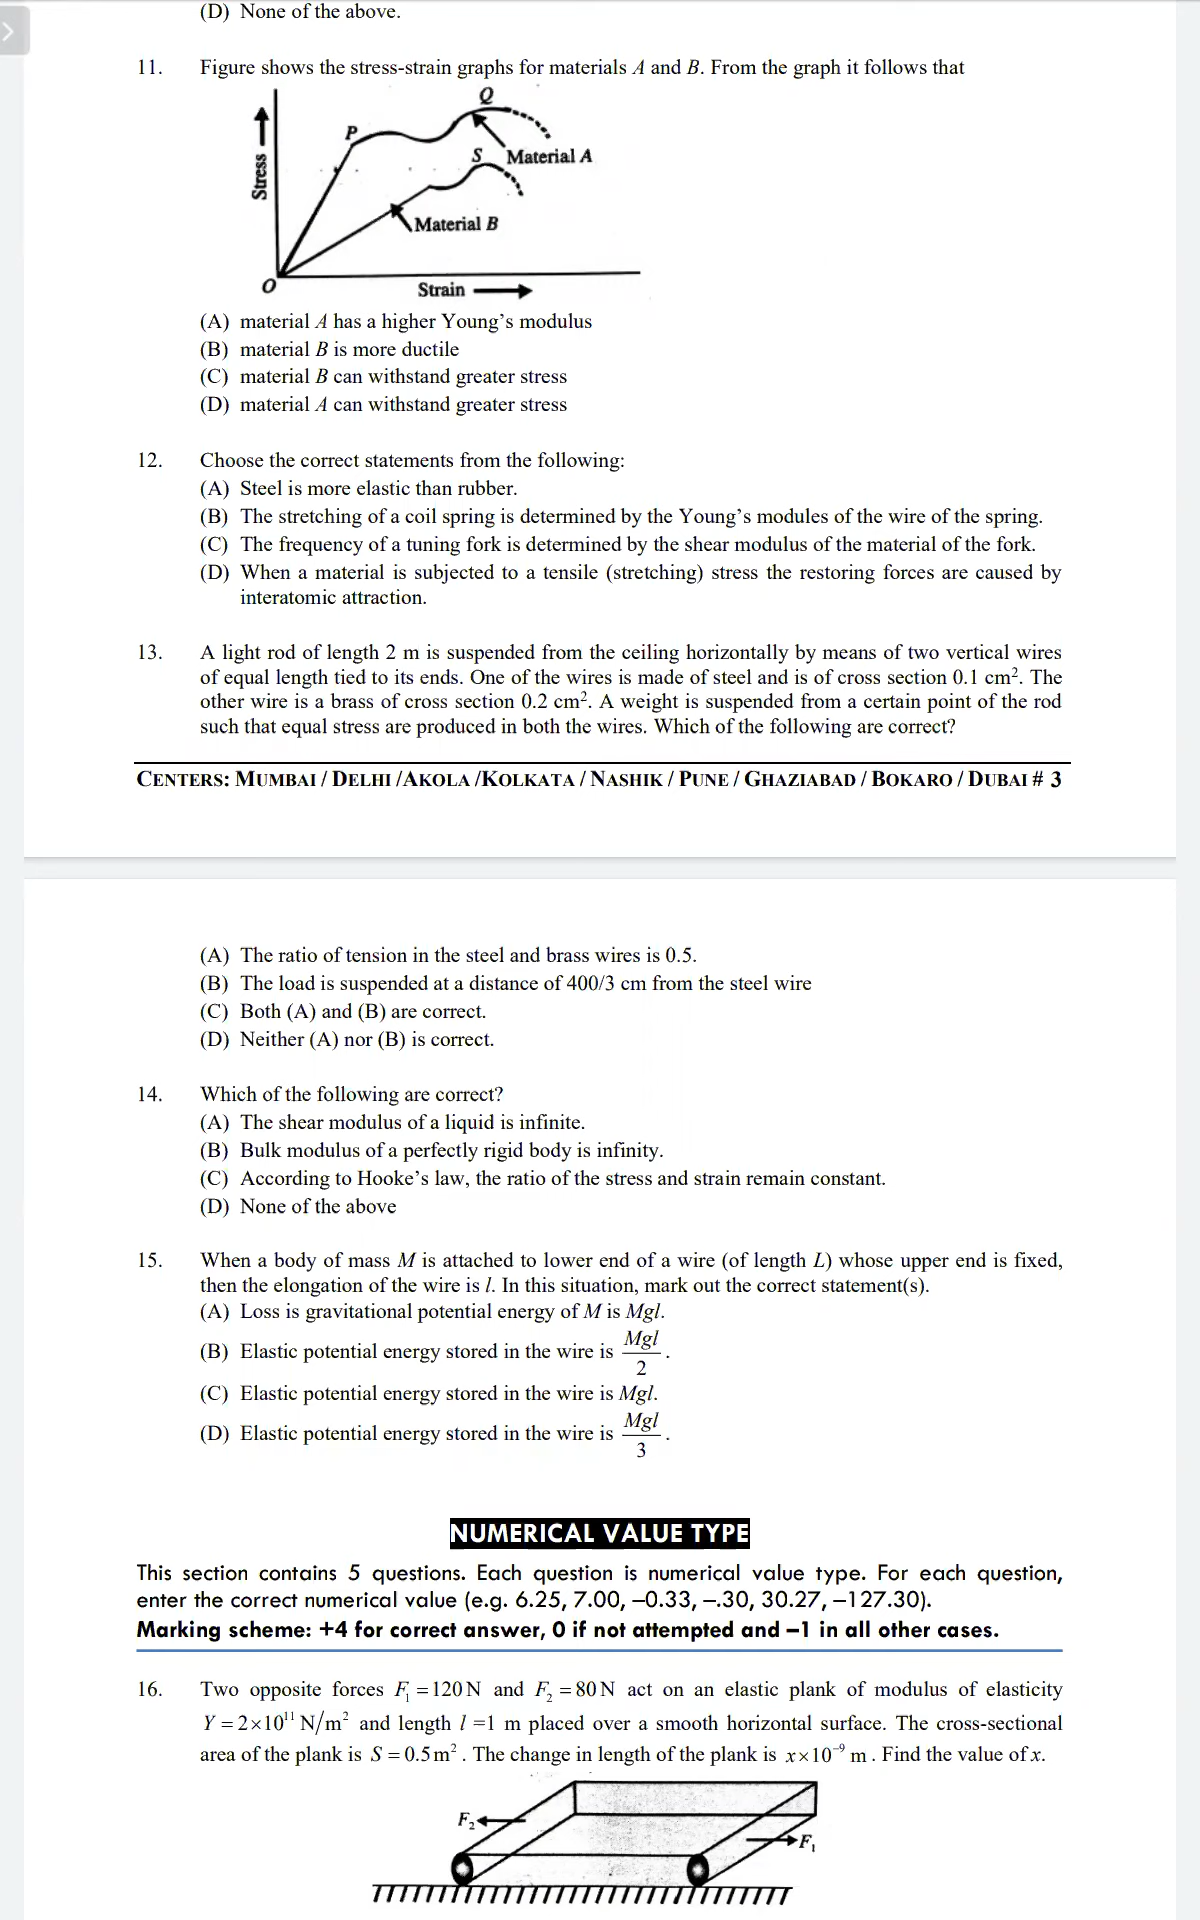 (D) None of the above.
11. Figure shows the stress-strain graphs for materials A and B. From the graph it follows that
Q
P
S
Material A
Stress
Material B
O
Strain
(A) material A has a higher Young's modulus
(B) material B is more ductile
(C) material B can withstand greater stress
(D) material A can withstand greater stress
12. Choose the correct statements from the following:
(A) Steel is more elastic than rubber.
(B) The stretching of a coil spring is determined by the Young's modules of the wire of the spring.
(C) The frequency of a tuning fork is determined by the shear modulus of the material of the fork.
(D) When a material is subjected to a tensile (stretching) stress the restoring forces are caused by
interatomic attraction.
13. A light rod of length 2 m is suspended from the ceiling horizontally by means of two vertical wires
of equal length tied to its ends. One of the wires is made of steel and is of cross section 0.1 cm². The
other wire is a brass of cross section 0.2 cm². A weight is suspended from a certain point of the rod
such that equal stress are produced in both the wires. Which of the following are correct?
CENTERS: MUMBAI / DELHI /AKOLA /KOLKATA / NASHIK / PUNE / GHAZIABAD / BOKARO / DUBAI # 3
(A) The ratio of tension in the steel and brass wires is 0.5.
(B) The load is suspended at a distance of 400/3 cm from the steel wire
(C) Both (A) and (B) are correct.
(D) Neither (A) nor (B) is correct.
14. Which of the following are correct?
(A) The shear modulus of a liquid is infinite.
(B) Bulk modulus of a perfectly rigid body is infinity.
(C) According to Hooke's law, the ratio of the stress and strain remain constant.
(D) None of the above
15. When a body of mass M is attached to lower end of a wire (of length L) whose upper end is fixed,
then the elongation of the wire is l. In this situation, mark out the correct statement(s).
(A) Loss is gravitational potential energy of M is Mgl.
(B) Elastic potential energy stored in the wire is Mgl/2.
(C) Elastic potential energy stored in the wire is Mgl.
(D) Elastic potential energy stored in the wire is Mgl/3.
NUMERICAL VALUE TYPE
This section contains 5 questions. Each question is numerical value type. For each question,
enter the correct numerical value (e.g. 6.25, 7.00, –0.33, –.30, 30.27, –127.30).
Marking scheme: +4 for correct answer, 0 if not attempted and –1 in all other cases.
16. Two opposite forces F₁ = 120 N and F₂ = 80 N act on an elastic plank of modulus of elasticity
Y = 2×10¹¹ N/m² and length l = 1 m placed over a smooth horizontal surface. The cross-sectional
area of the plank is S = 0.5 m². The change in length of the plank is x×10⁻⁹ m. Find the value of x.
F₂
F₁